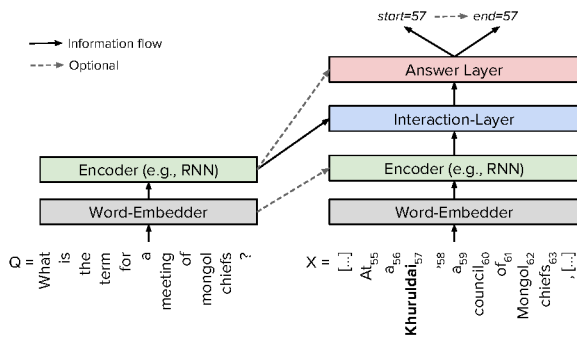 start=57 end=57
Information flow
Optional
Answer Layer
Interaction-Layer
Encoder (e.g., RNN) Encoder (e.g., RNN)
Word-Embedder Word-Embedder
Q = What is the term for a meeting of mongol chiefs ?
X = [...] At55 a56 Khuruldai57 ,58 a59 council60 of61 Mongol62 chiefs63 , [...]